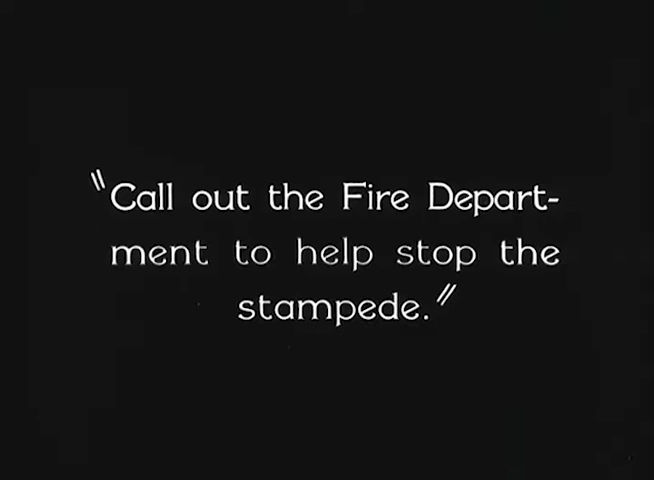 "Call out the Fire Depart-
ment to help stop the
stampede."